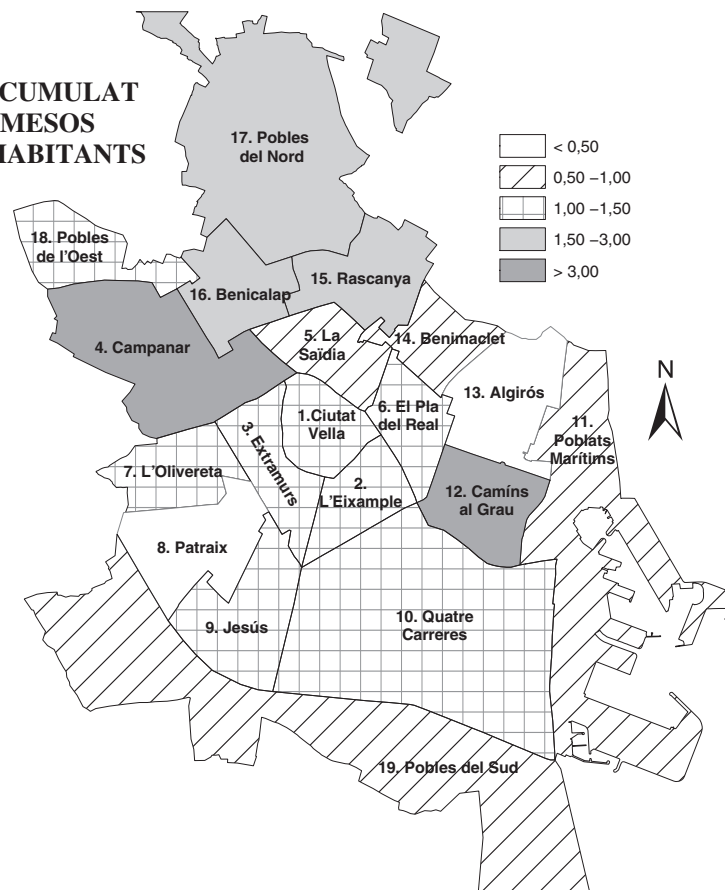 CUMULAT
MESOS
HABITANTS
17. Pobles
del Nord
< 0,50
0,50 –1,00
1,00 –1,50
1,50 –3,00
> 3,00
18. Pobles
de l'Oest
16. Benicalap
15. Rascanya
4. Campanar
5. La
Saïdia
14. Benimaclet
N
13. Algirós
6. El Pla
del Real
1.Ciutat
Vella
3. Extramurs
11.
Poblats
Marítims
7. L'Olivereta
2.
L'Eixample
12. Camíns
al Grau
8. Patraix
9. Jesús
10. Quatre
Carreres
19. Pobles del Sud